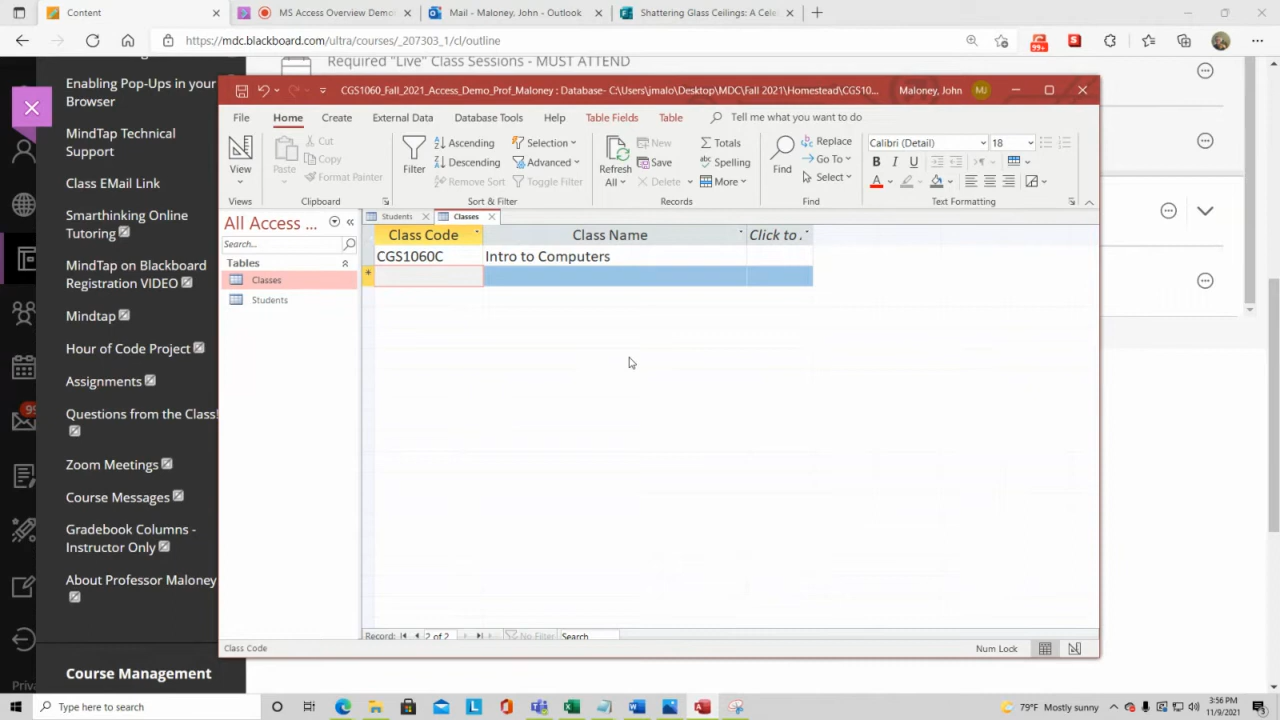 Content
MS Access Overview Demo
Mail - Maloney, John - Outlook
Shattering Glass Ceilings: A Cele
https://mdc.blackboard.com/ultra/courses/_207303_1/cl/outline
99+
Required "Live" Class Sessions - MUST ATTEND
Enabling Pop-Ups in your
Browser
MindTap Technical
Support
Class EMail Link
Smarthinking Online
Tutoring
MindTap on Blackboard
Registration VIDEO
Mindtap
Hour of Code Project
Assignments
Questions from the Class!
Zoom Meetings
Course Messages
Gradebook Columns -
Instructor Only
About Professor Maloney
Course Management
Priva
99
CGS1060_Fall_2021_Access_Demo_Prof_Maloney : Database- C:\Users\jmalo\Desktop\MDC\Fall 2021\Homestead\CGS10...
Maloney, John
MJ
File Home Create External Data Database Tools Help Table Fields Table Tell me what you want to do
View
Views
Paste
Cut
Copy
Format Painter
Clipboard
Filter
Ascending
Descending
Remove Sort
Selection
Advanced
Toggle Filter
Sort & Filter
Refresh
All
New
Save
Delete
Totals
Spelling
More
Records
Find
Replace
Go To
Select
Find
Calibri (Detail) 18
B I U
A
Text Formatting
All Access ...
Search...
Tables
Classes
Students
Students Classes
Class Code Class Name Click to
CGS1060C Intro to Computers
Record: 2 of 2 No Filter Search
Class Code
Num Lock
Type here to search
79°F Mostly sunny
3:56 PM
11/9/2021